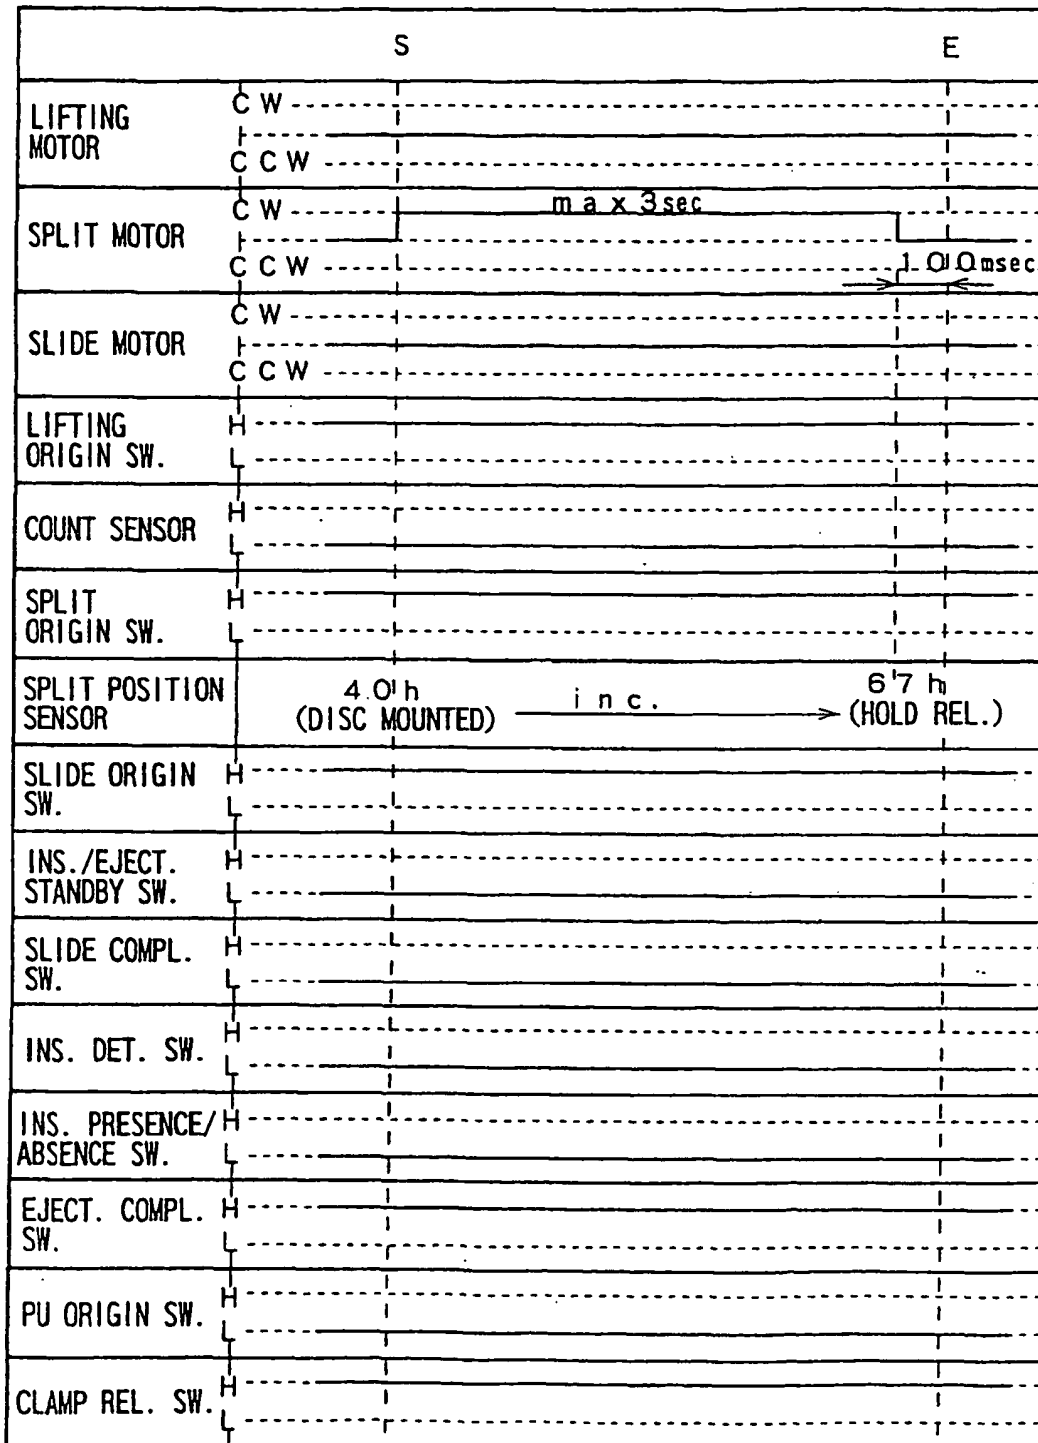 S E
LIFTING
MOTOR
CW
CCW
SPLIT MOTOR
CW
max 3sec
CCW
100msec
SLIDE MOTOR
CW
CCW
LIFTING
ORIGIN SW.
H
L
COUNT SENSOR
H
L
SPLIT
ORIGIN SW.
H
L
SPLIT POSITION
SENSOR
40h
(DISC MOUNTED)
inc.
67h
(HOLD REL.)
SLIDE ORIGIN
SW.
H
L
INS./EJECT.
STANDBY SW.
H
L
SLIDE COMPL.
SW.
H
L
INS. DET. SW.
H
L
INS. PRESENCE/
ABSENCE SW.
H
L
EJECT. COMPL.
SW.
H
L
PU ORIGIN SW.
H
L
CLAMP REL. SW.
H
L